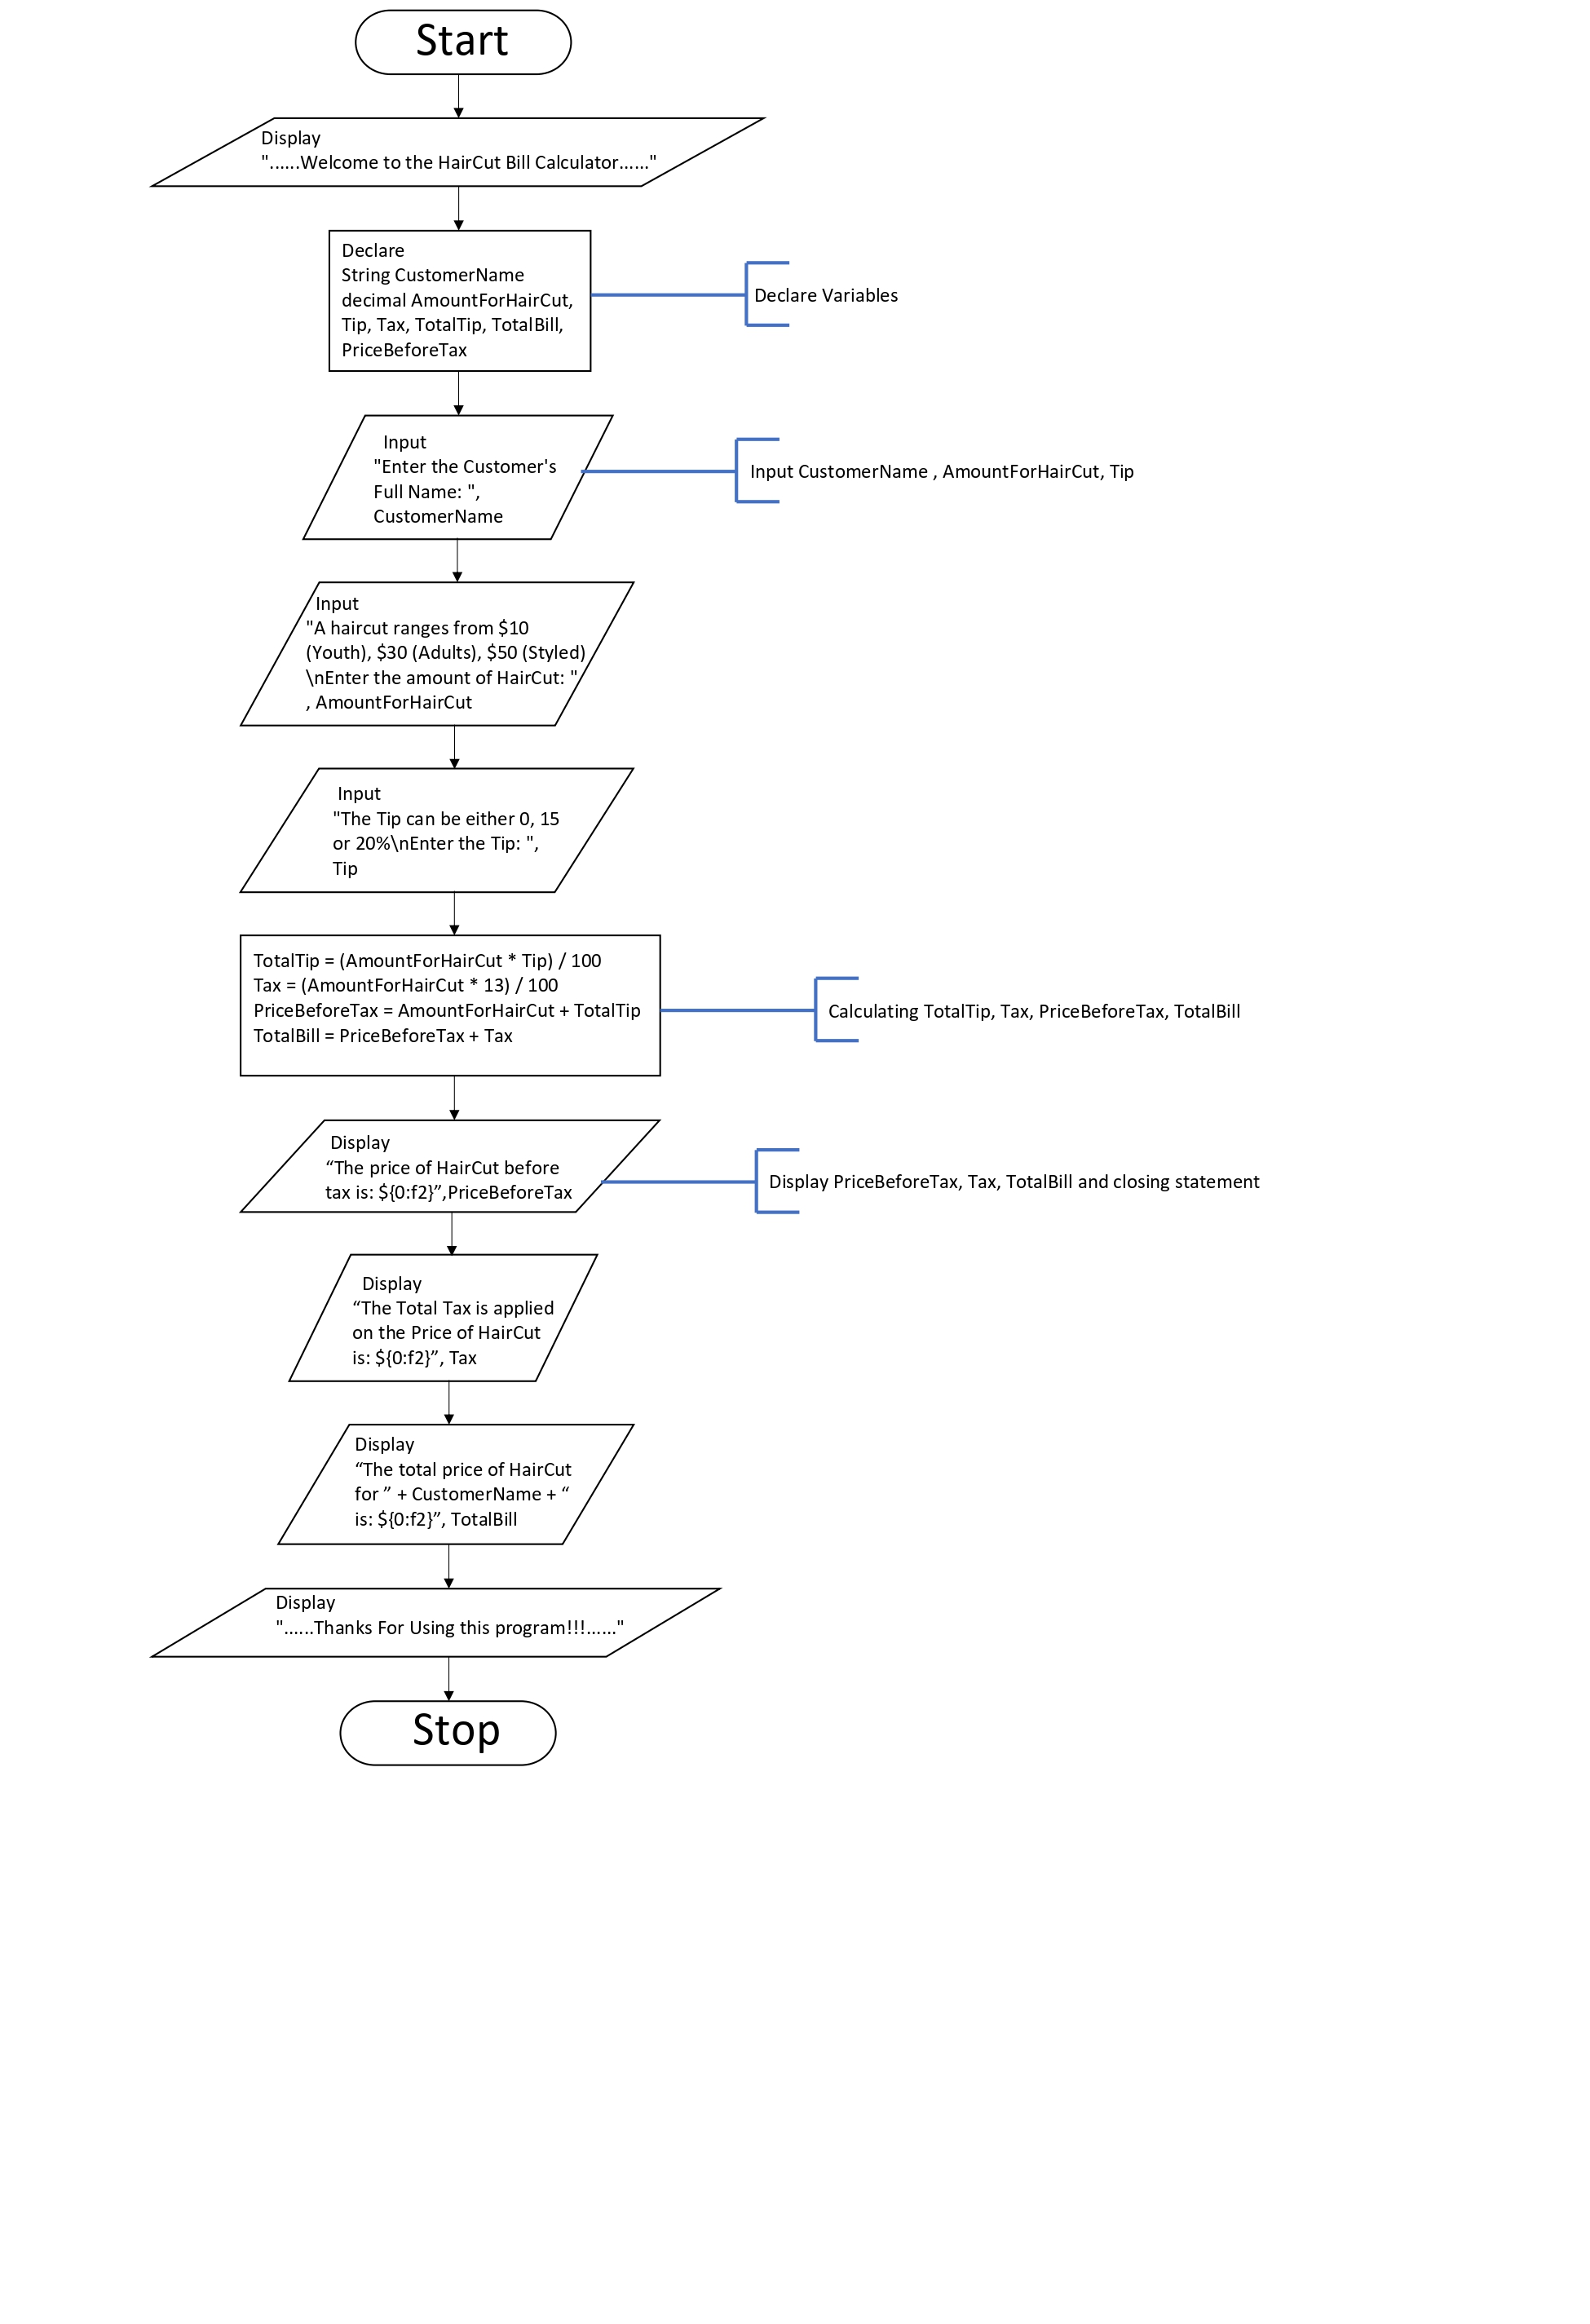 Start
Display
"......Welcome to the HairCut Bill Calculator......"
Declare
String CustomerName
decimal AmountForHairCut,
Tip, Tax, TotalTip, TotalBill,
PriceBeforeTax
Declare Variables
Input
"Enter the Customer's
Full Name: ",
CustomerName
Input CustomerName , AmountForHairCut, Tip
Input
"A haircut ranges from $10
(Youth), $30 (Adults), $50 (Styled)
\nEnter the amount of HairCut: "
, AmountForHairCut
Input
"The Tip can be either 0, 15
or 20%\nEnter the Tip: ",
Tip
TotalTip = (AmountForHairCut * Tip) / 100
Tax = (AmountForHairCut * 13) / 100
PriceBeforeTax = AmountForHairCut + TotalTip
TotalBill = PriceBeforeTax + Tax
Calculating TotalTip, Tax, PriceBeforeTax, TotalBill
Display
“The price of HairCut before
tax is: ${0:f2}”,PriceBeforeTax
Display PriceBeforeTax, Tax, TotalBill and closing statement
Display
“The Total Tax is applied
on the Price of HairCut
is: ${0:f2}”, Tax
Display
“The total price of HairCut
for ” + CustomerName + “
is: ${0:f2}”, TotalBill
Display
"......Thanks For Using this program!!!......"
Stop